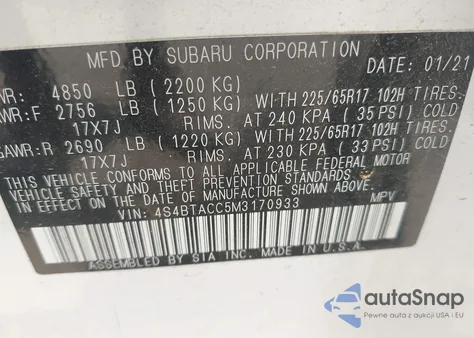 MFD. BY SUBARU CORPORATION
DATE: 01/21
WR: 4850 LB (2200 KG)
AWR:F 2756 LB (1250 KG) WITH 225/65R17 102H TIRES.
17X7J RIMS. AT 240 KPA (35 PSI) COLD
GAWR:R 2690 LB (1220 KG) WITH 225/65R17 102H TIRES.
17X7J RIMS. AT 230 KPA (33 PSI) COLD
THIS VEHICLE CONFORMS TO ALL APPLICABLE FEDERAL MOTOR
VEHICLE SAFETY AND THEFT PREVENTION STANDARDS IN EFFECT
ON THE DATE OF MANUFACTURE SHOWN ABOVE.
VIN: 4S4BTACC5M3170933 MPV
ASSEMBLED BY SIA INC. MADE IN U.S.A.
autoSnap
Pewne auta z aukcji USA i EU